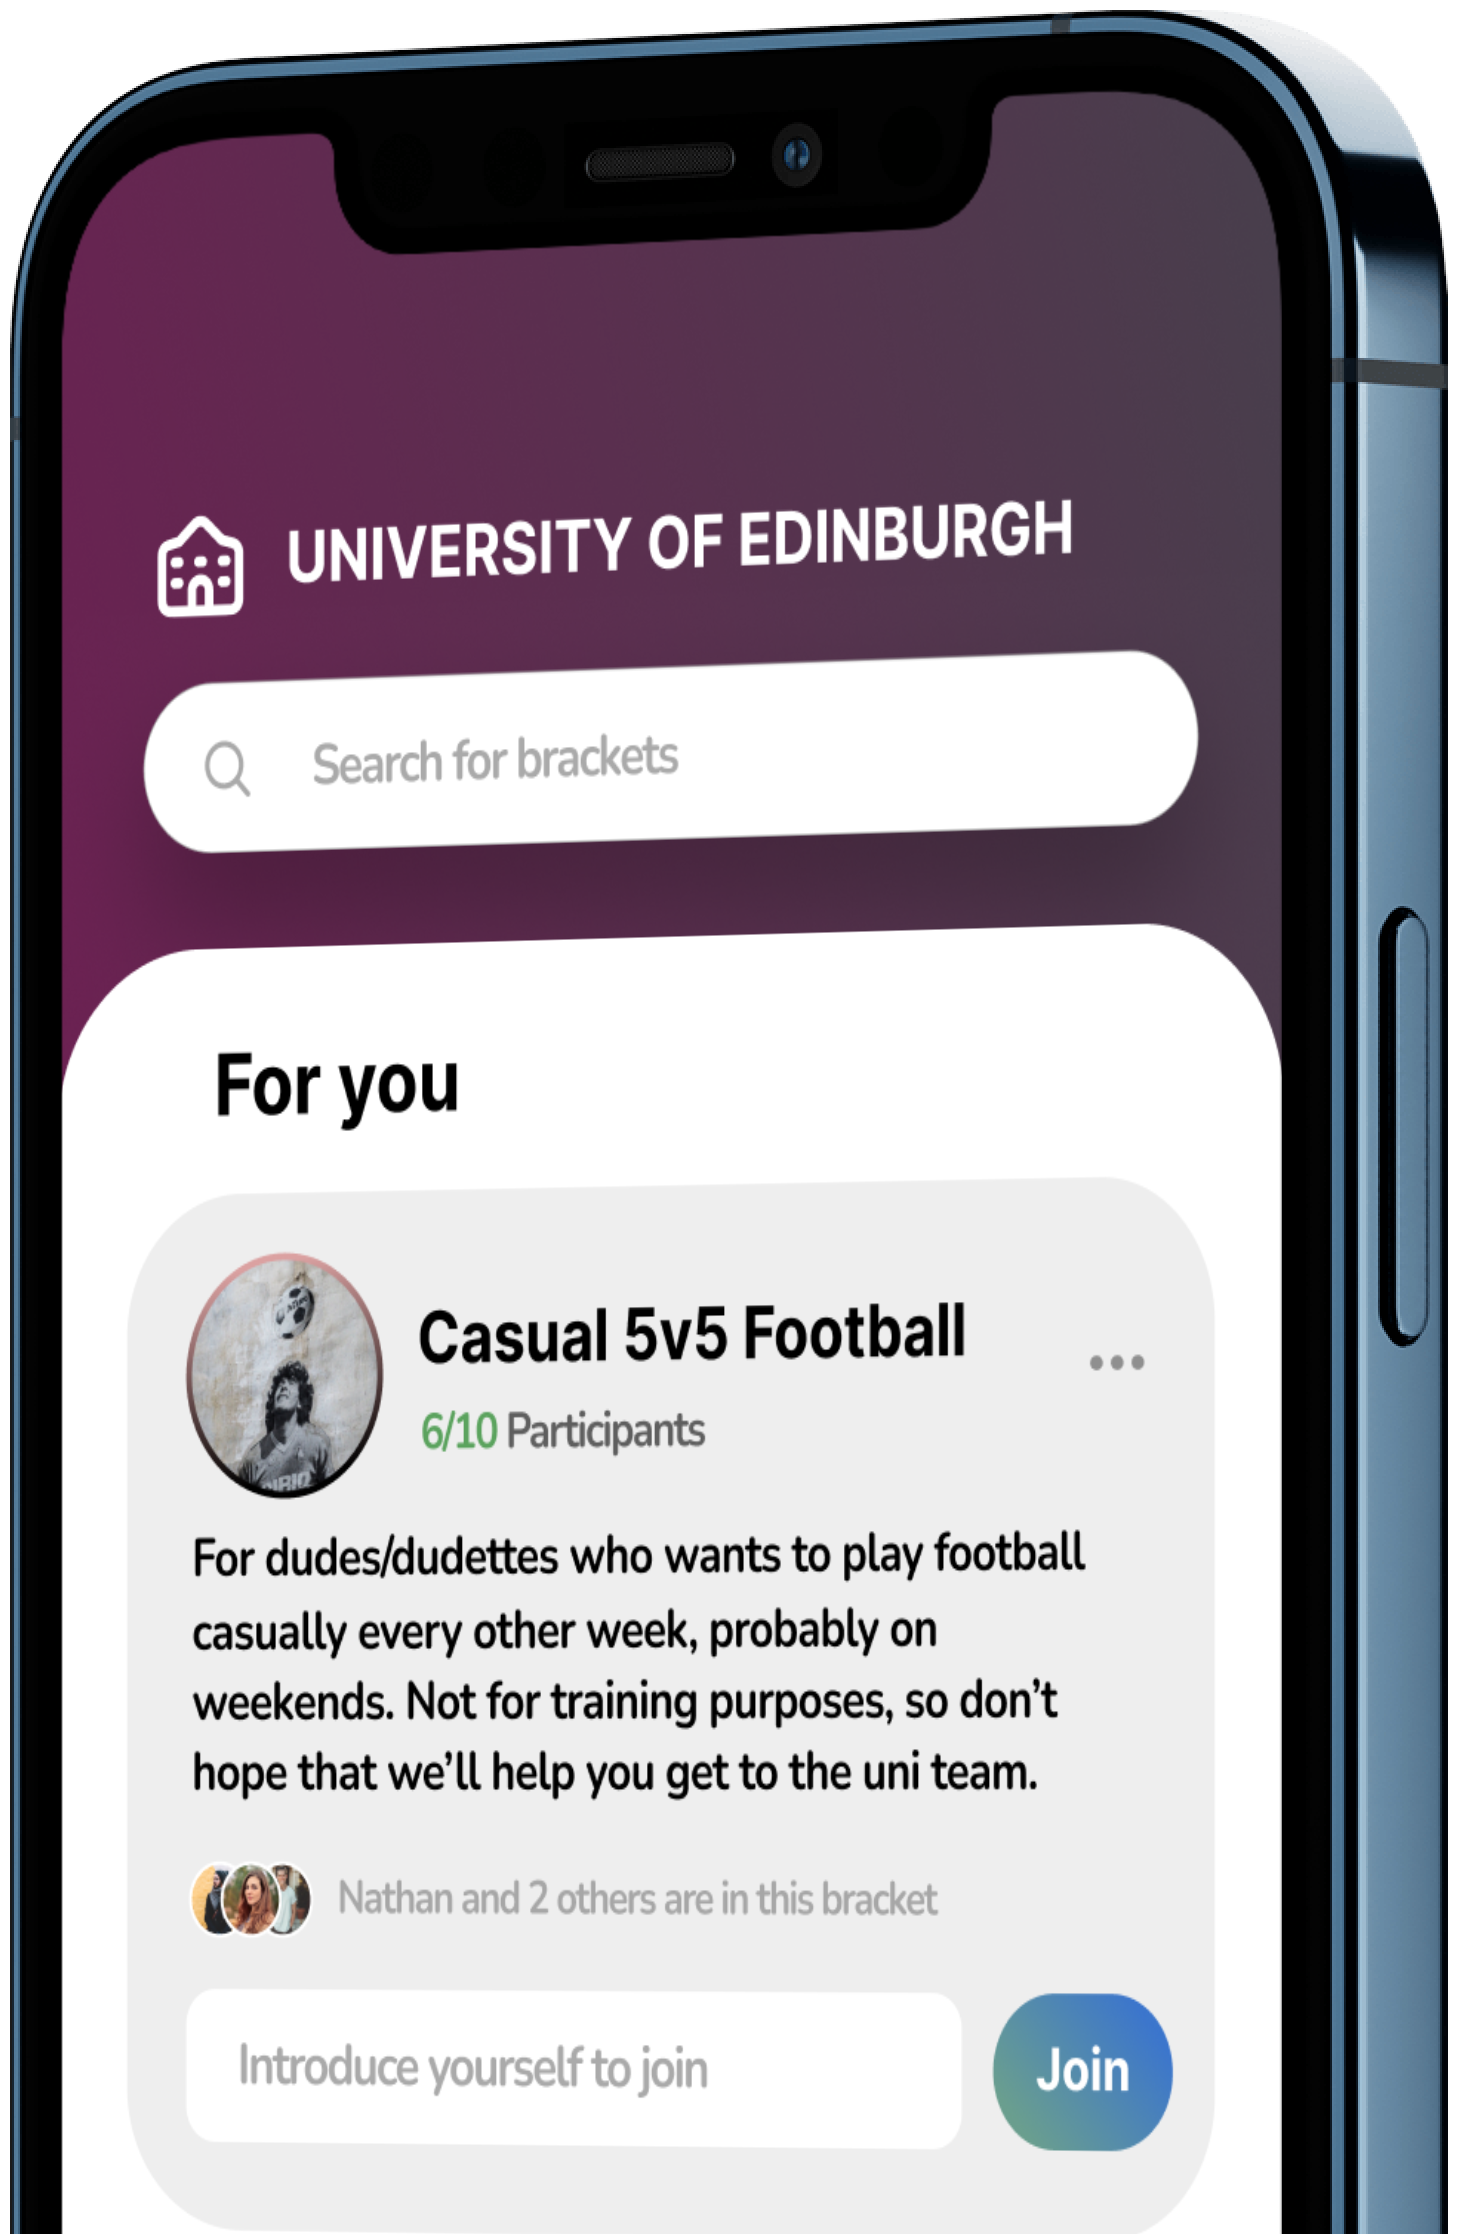 UNIVERSITY OF EDINBURGH
Search for brackets
For you
Casual 5v5 Football
6/10 Participants
For dudes/dudettes who wants to play football
casually every other week, probably on
weekends. Not for training purposes, so don’t
hope that we’ll help you get to the uni team.
Nathan and 2 others are in this bracket
Introduce yourself to join
Join